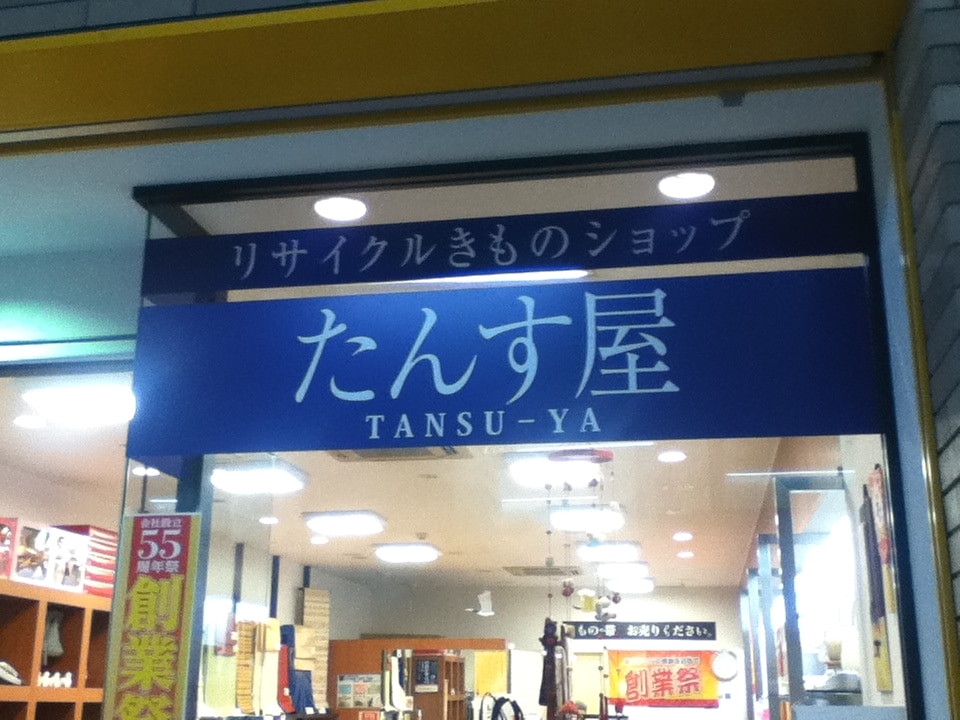 リサイクルきものショップ
たんす屋
TANSU-YA
会社設立
55
周年祭
創業祭
もの・帯 お売りください。
創業祭